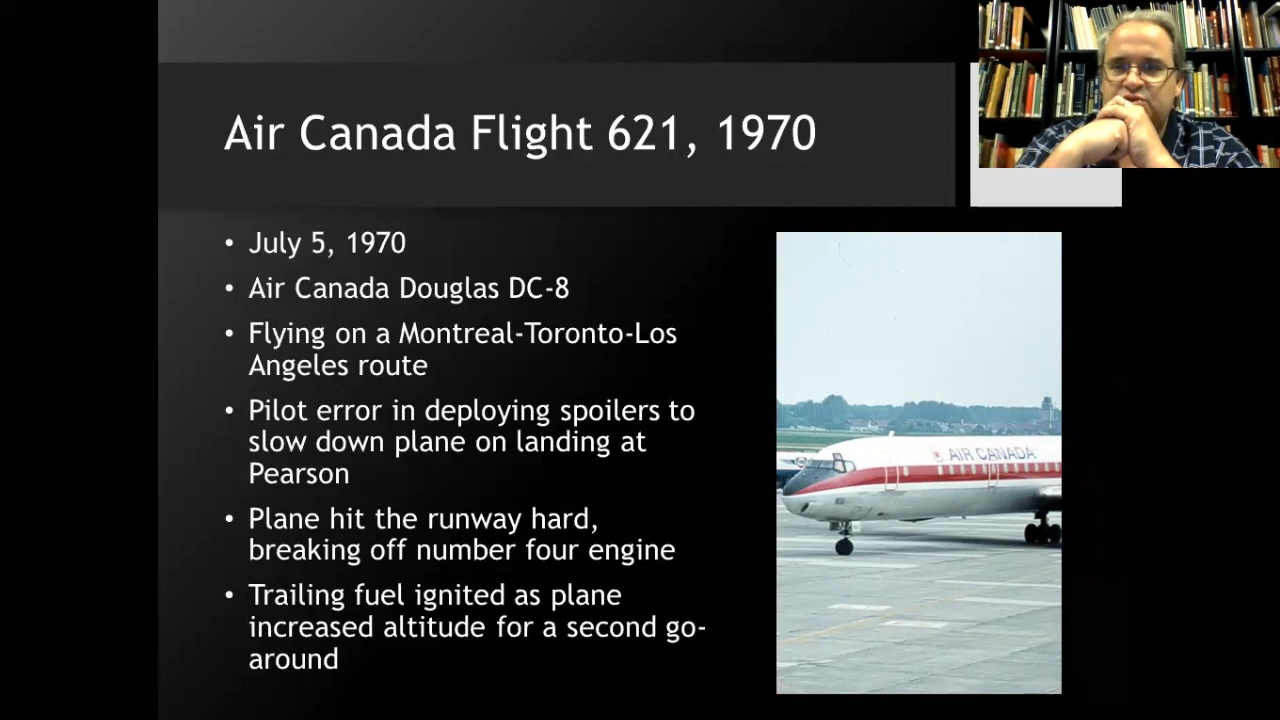 Air Canada Flight 621, 1970
• July 5, 1970
• Air Canada Douglas DC-8
• Flying on a Montreal-Toronto-Los
Angeles route
• Pilot error in deploying spoilers to
slow down plane on landing at
Pearson
• Plane hit the runway hard,
breaking off number four engine
• Trailing fuel ignited as plane
increased altitude for a second go-
around
AIR CANADA